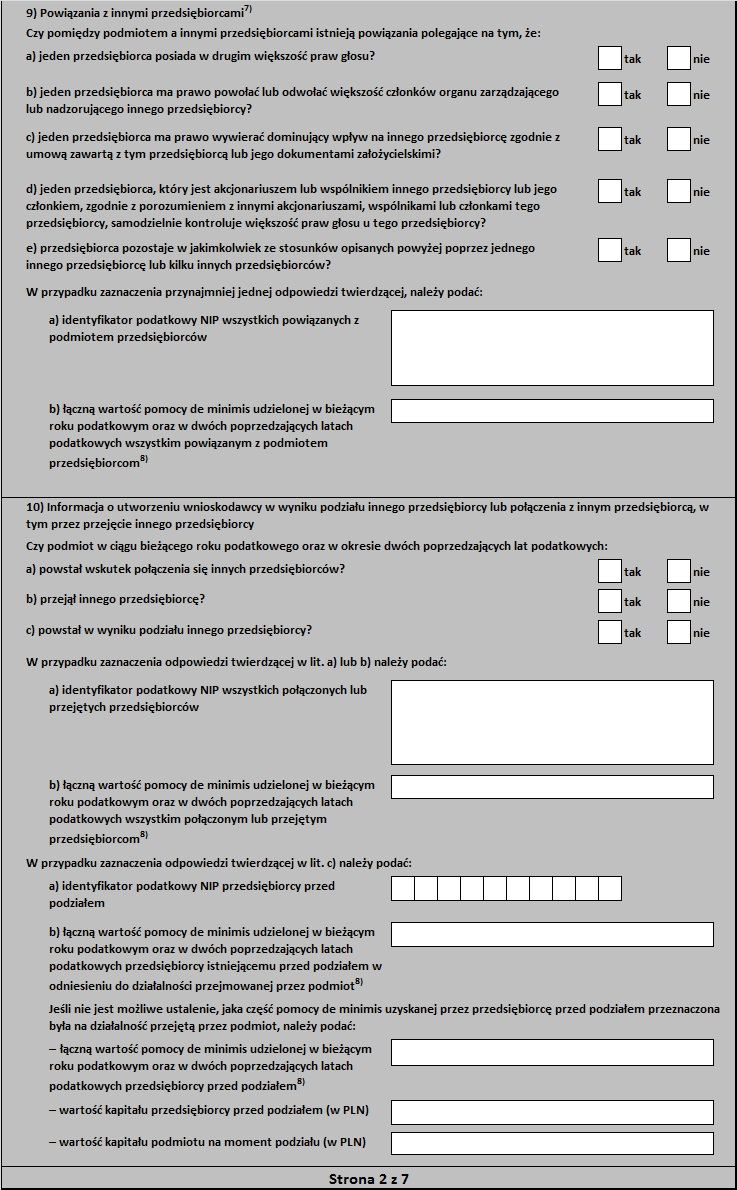 9) Powiązania z innymi przedsiębiorcami7)
Czy pomiędzy podmiotem a innymi przedsiębiorcami istnieją powiązania polegające na tym, że:
a) jeden przedsiębiorca posiada w drugim większość praw głosu? tak nie
b) jeden przedsiębiorca ma prawo powołać lub odwołać większość członków organu zarządzającego tak nie
lub nadzorującego innego przedsiębiorcy?
c) jeden przedsiębiorca ma prawo wywierać dominujący wpływ na innego przedsiębiorcę zgodnie z tak nie
umową zawartą z tym przedsiębiorcą lub jego dokumentami założycielskimi?
d) jeden przedsiębiorca, który jest akcjonariuszem lub wspólnikiem innego przedsiębiorcy lub jego tak nie
członkiem, zgodnie z porozumieniem z innymi akcjonariuszami, wspólnikami lub członkami tego
przedsiębiorcy, samodzielnie kontroluje większość praw głosu u tego przedsiębiorcy?
e) przedsiębiorca pozostaje w jakimkolwiek ze stosunków opisanych powyżej poprzez jednego tak nie
innego przedsiębiorcę lub kilku innych przedsiębiorców?
W przypadku zaznaczenia przynajmniej jednej odpowiedzi twierdzącej, należy podać:
a) identyfikator podatkowy NIP wszystkich powiązanych z
podmiotem przedsiębiorców
b) łączną wartość pomocy de minimis udzielonej w bieżącym
roku podatkowym oraz w dwóch poprzedzających latach
podatkowych wszystkim powiązanym z podmiotem
przedsiębiorcom8)
10) Informacja o utworzeniu wnioskodawcy w wyniku podziału innego przedsiębiorcy lub połączenia z innym przedsiębiorcą, w
tym przez przejęcie innego przedsiębiorcy
Czy podmiot w ciągu bieżącego roku podatkowego oraz w okresie dwóch poprzedzających lat podatkowych:
a) powstał wskutek połączenia się innych przedsiębiorców? tak nie
b) przejął innego przedsiębiorcę? tak nie
c) powstał w wyniku podziału innego przedsiębiorcy? tak nie
W przypadku zaznaczenia odpowiedzi twierdzącej w lit. a) lub b) należy podać:
a) identyfikator podatkowy NIP wszystkich połączonych lub
przejętych przedsiębiorców
b) łączną wartość pomocy de minimis udzielonej w bieżącym
roku podatkowym oraz w dwóch poprzedzających latach
podatkowych wszystkim połączonym lub przejętym
przedsiębiorcom8)
W przypadku zaznaczenia odpowiedzi twierdzącej w lit. c) należy podać:
a) identyfikator podatkowy NIP przedsiębiorcy przed
podziałem
b) łączną wartość pomocy de minimis udzielonej w bieżącym
roku podatkowym oraz w dwóch poprzedzających latach
podatkowych przedsiębiorcy istniejącemu przed podziałem w
odniesieniu do działalności przejmowanej przez podmiot8)
Jeśli nie jest możliwe ustalenie, jaka część pomocy de minimis uzyskanej przez przedsiębiorcę przed podziałem przeznaczona
była na działalność przejętą przez podmiot, należy podać:
– łączną wartość pomocy de minimis udzielonej w bieżącym
roku podatkowym oraz w dwóch poprzedzających latach
podatkowych przedsiębiorcy przed podziałem8)
– wartość kapitału przedsiębiorcy przed podziałem (w PLN)
– wartość kapitału podmiotu na moment podziału (w PLN)
Strona 2 z 7